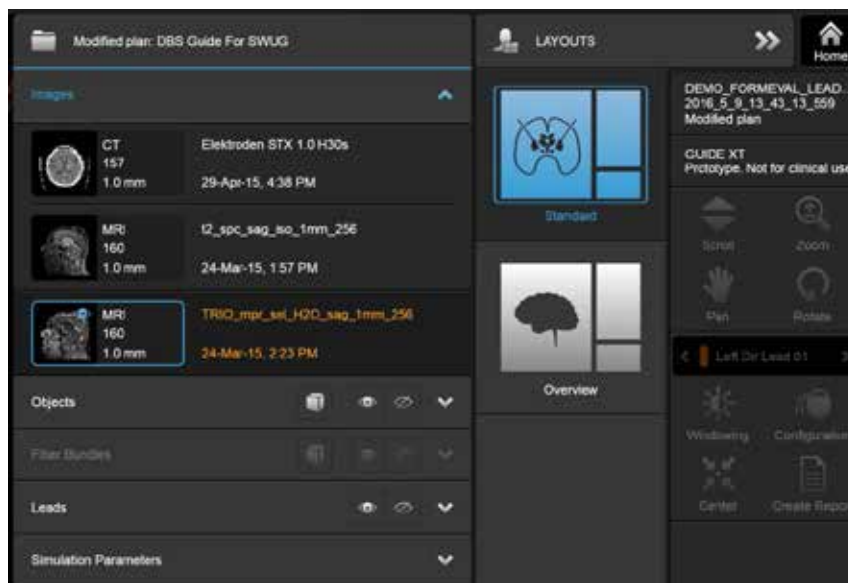 Modified plan: DBS Guide For SWUG
LAYOUTS
Home
Images
CT
157
1.0 mm
Elektroden STX 1.0 H30s
29-Apr-15, 4:38 PM
MRI
160
1.0 mm
t2_spc_sag_iso_1mm_256
24-Mar-15, 1:57 PM
MRI
160
1.0 mm
24-Mar-15, 2:23 PM
Objects
Fiber Bundles
Leads
Simulation Parameters
Standard
Overview
DEMO_FORMEVAL_LEAD...
2016_5_9_13_43_13_559
Modified plan
GUIDE XT
Prototype. Not for clinical use
Scroll
Zoom
Pan
Rotate
Left Dir Lead 01
Windowing
Configuration
Center
Create Repor